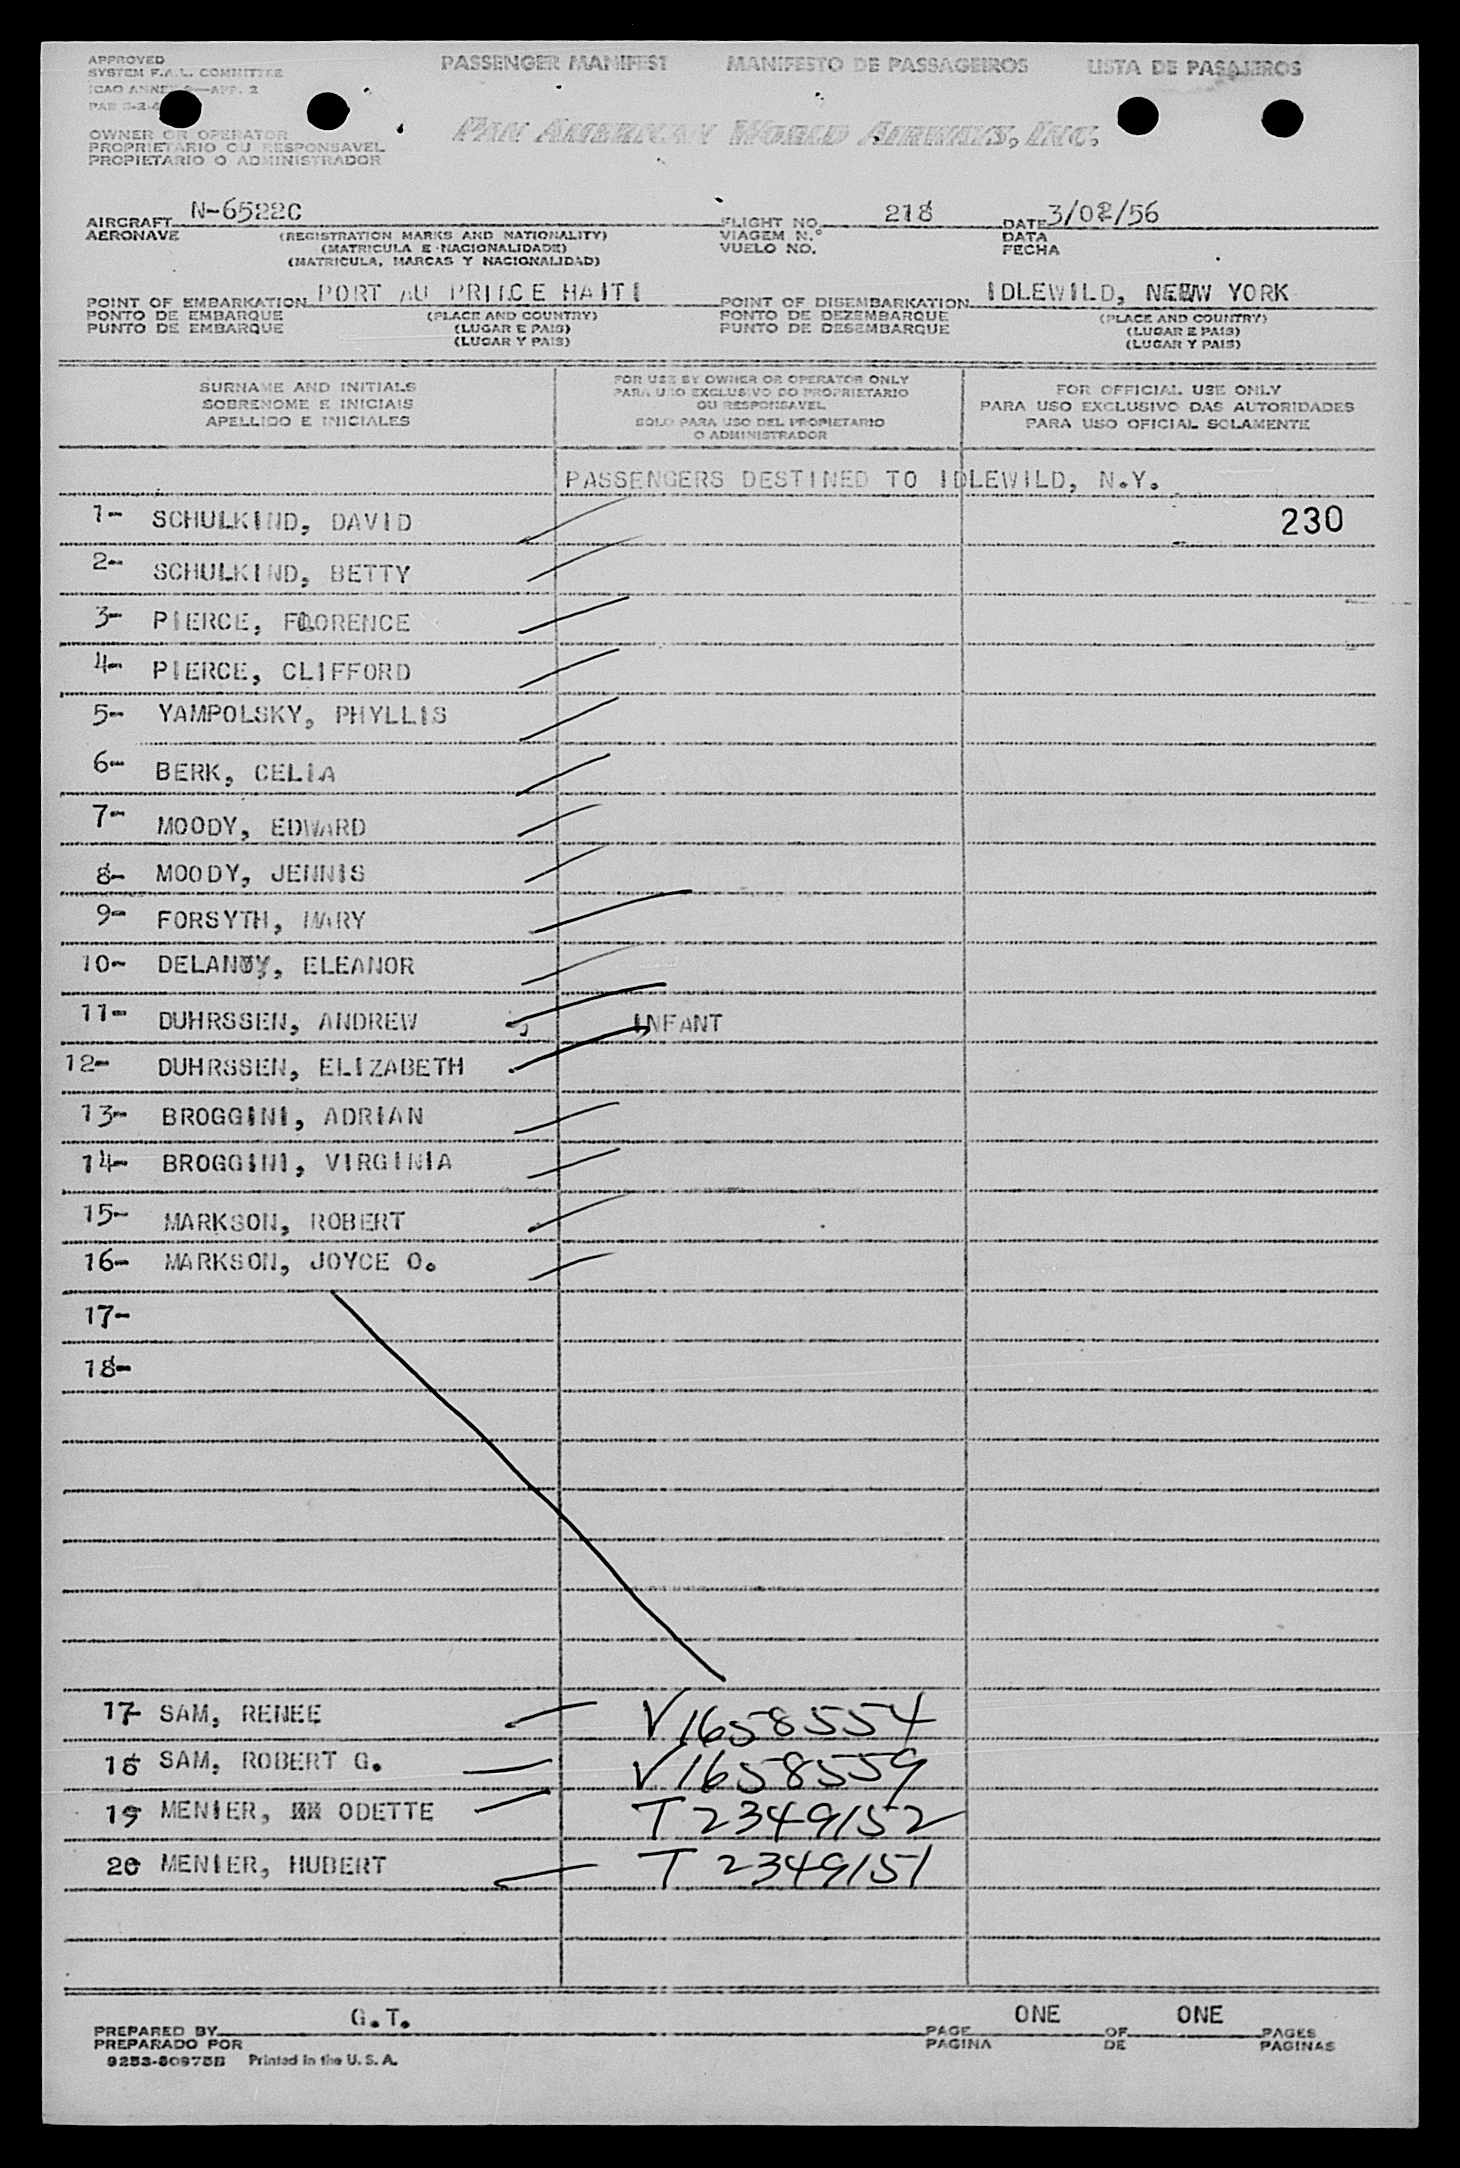 APPROVED
SYSTEM F.A.L. COMMITTEE
ICAO ANNEX 9—APP. 2
PASSENGER MANIFEST MANIFESTO DE PASSAGEIROS LISTA DE PASAJEROS
PAN AMERICAN WORLD AIRWAYS, INC.
OWNER OR OPERATOR
PROPRIETARIO OU RESPONSAVEL
PROPIETARIO O ADMINISTRADOR
AIRCRAFT N-6522C FLIGHT NO. 218 DATE 3/02/56
AERONAVE (REGISTRATION MARKS AND NATIONALITY) VIAGEM N.° DATA
(MATRICULA E NACIONALIDADE) VUELO NO. FECHA
(MATRICULA, MARCAS Y NACIONALIDAD)
POINT OF EMBARKATION PORT AU PRINCE HAITI POINT OF DISEMBARKATION IDLEWILD, NEW YORK
PONTO DE EMBARQUE (PLACE AND COUNTRY) PONTO DE DEZEMBARQUE (PLACE AND COUNTRY)
PUNTO DE EMBARQUE (LUGAR E PAIS) PUNTO DE DESEMBARQUE (LUGAR E PAIS)
(LUGAR Y PAIS) (LUGAR Y PAIS)
SURNAME AND INITIALS
SOBRENOME E INICIAIS
APELLIDO E INICIALES
FOR USE BY OWNER OR OPERATOR ONLY
PARA USO EXCLUSIVO DO PROPRIETARIO
OU RESPONSAVEL
SOLO PARA USO DEL PROPIETARIO
O ADMINISTRADOR
FOR OFFICIAL USE ONLY
PARA USO EXCLUSIVO DAS AUTORIDADES
PARA USO OFICIAL SOLAMENTE
PASSENGERS DESTINED TO IDLEWILD, N.Y.
1- SCHULKIND, DAVID 230
2- SCHULKIND, BETTY
3- PIERCE, FLORENCE
4- PIERCE, CLIFFORD
5- YAMPOLSKY, PHYLLIS
6- BERK, CELIA
7- MOODY, EDWARD
8- MOODY, JENNIS
9- FORSYTH, MARY
10- DELANY, ELEANOR
11- DUHRSSEN, ANDREW INFANT
12- DUHRSSEN, ELIZABETH
13- BROGGINI, ADRIAN
14- BROGGINI, VIRGINIA
15- MARKSON, ROBERT
16- MARKSON, JOYCE O.
17-
18-
17- SAM, RENEE V1658554
18 SAM, ROBERT G. V1658559
19 MENIER, ODETTE T2349152
20 MENIER, HUBERT T 2349151
PREPARED BY G.T. PAGE ONE OF ONE PAGES
PREPARADO POR PAGINA DE PAGINAS
9253-50975B Printed in the U.S.A.